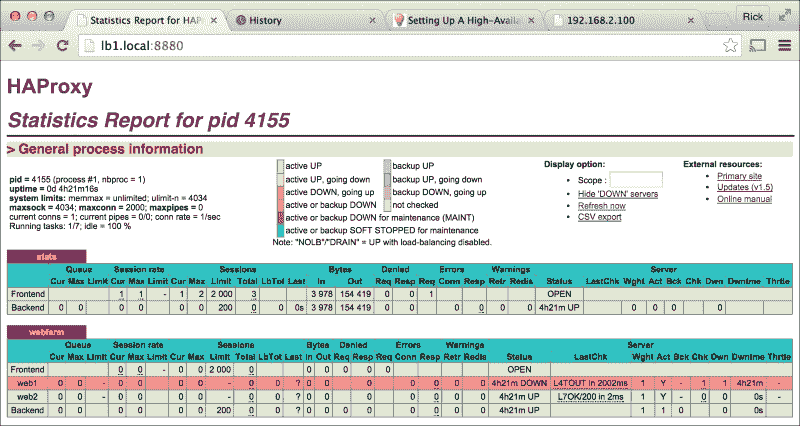 Statistics Report for HAP
History
Setting Up A High-Availa
192.168.2.100
Rick
lb1.local:8880
HAProxy
Statistics Report for pid 4155
> General process information
pid = 4155 (process #1, nbproc = 1)
uptime = 0d 4h21m16s
system limits: memmax = unlimited; ulimit-n = 4034
maxsock = 4034; maxconn = 2000; maxpipes = 0
current conns = 1; current pipes = 0/0; conn rate = 1/sec
Running tasks: 1/7; idle = 100 %
active UP backup UP
active UP, going down backup UP, going down
active DOWN, going up backup DOWN, going up
active or backup DOWN not checked
active or backup DOWN for maintenance (MAINT)
active or backup SOFT STOPPED for maintenance
Note: "NOLB"/"DRAIN" = UP with load-balancing disabled.
Display option:
• Scope :
• Hide 'DOWN' servers
• Refresh now
• CSV export
External resources:
• Primary site
• Updates (v1.5)
• Online manual
stats
Queue Session rate Sessions Bytes Denied Errors Warnings Server
Cur Max Limit Cur Max Limit Cur Max Limit Total LbTot Last In Out Req Resp Req Conn Resp Retr Redis Status LastChk Wght Act Bck Chk Dwn Dwntme Thrtle
Frontend 1 1 - 1 2 2 000 3 3 978 154 419 0 0 1 OPEN
Backend 0 0 0 0 0 0 200 0 0 0s 3 978 154 419 0 0 0 0 0 0 4h21m UP 0 0 0 0
webfarm
Queue Session rate Sessions Bytes Denied Errors Warnings Server
Cur Max Limit Cur Max Limit Cur Max Limit Total LbTot Last In Out Req Resp Req Conn Resp Retr Redis Status LastChk Wght Act Bck Chk Dwn Dwntme Thrtle
Frontend 0 0 - 0 0 2 000 0 0 0 0 0 0 OPEN
web1 0 0 - 0 0 0 0 - 0 0 ? 0 0 0 0 0 0 0 4h21m DOWN L4TOUT in 2002ms 1 Y - 1 1 4h21m -
web2 0 0 - 0 0 0 0 - 0 0 ? 0 0 0 0 0 0 0 4h21m UP L7OK/200 in 2ms 1 Y - 0 0 0s -
Backend 0 0 0 0 0 0 200 0 0 ? 0 0 0 0 0 0 0 0 4h21m UP 1 1 0 0 0s